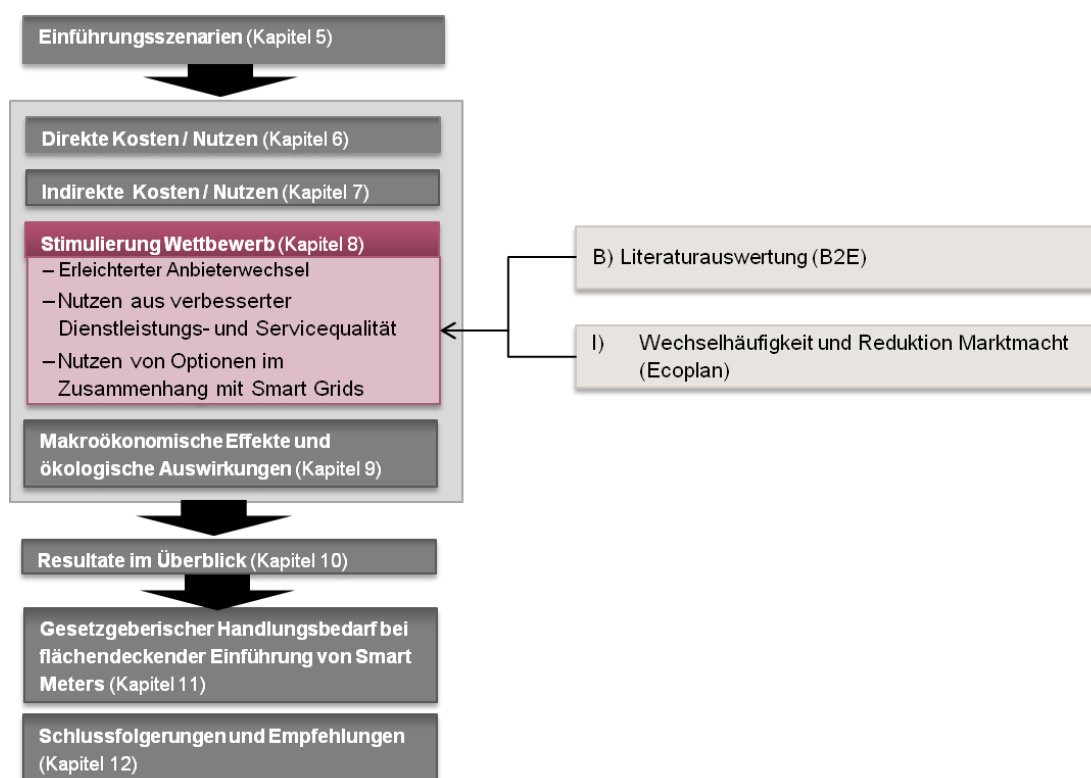 Einführungsszenarien (Kapitel 5)
Direkte Kosten / Nutzen (Kapitel 6)
Indirekte Kosten / Nutzen (Kapitel 7)
Stimulierung Wettbewerb (Kapitel 8)
– Erleichterter Anbieterwechsel
– Nutzen aus verbesserter
Dienstleistungs- und Servicequalität
– Nutzen von Optionen im
Zusammenhang mit Smart Grids
B) Literaturauswertung (B2E)
I) Wechselhäufigkeit und Reduktion Marktmacht
(Ecoplan)
Makroökonomische Effekte und
ökologische Auswirkungen (Kapitel 9)
Resultate im Überblick (Kapitel 10)
Gesetzgeberischer Handlungsbedarf bei
flächendeckender Einführung von Smart
Meters (Kapitel 11)
Schlussfolgerungen und Empfehlungen
(Kapitel 12)